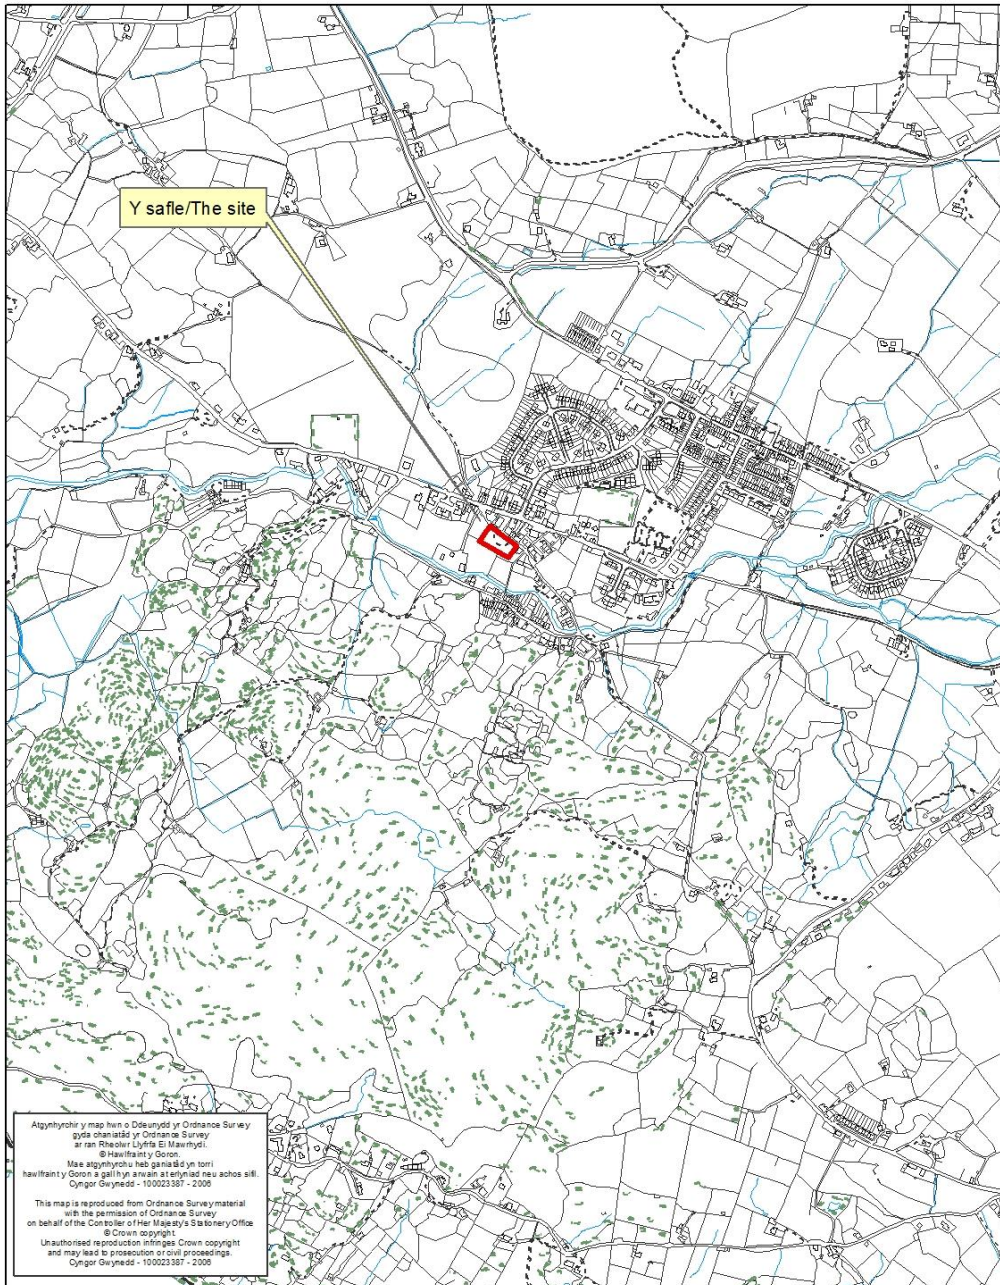 Y safle/The site
Atgynhyrchir y map hwn o Ddeunydd yr Ordnance Survey
gyda chaniatâd yr Ordnance Survey
ar ran Rheolwr Llyfrfa Ei Mawrhydi.
© Hawlfraint y Goron.
Mae atgynhyrchu heb ganiatâd yn torri
hawlfraint y Goron a gall hyn arwain at erlyniad neu achos sifil.
Cyngor Gwynedd - 100023387 - 2006
This map is reproduced from Ordnance Survey material
with the permission of Ordnance Survey
on behalf of the Controller of Her Majesty's Stationery Office
© Crown copyright.
Unauthorised reproduction infringes Crown copyright
and may lead to prosecution or civil proceedings.
Cyngor Gwynedd - 100023387 - 2006